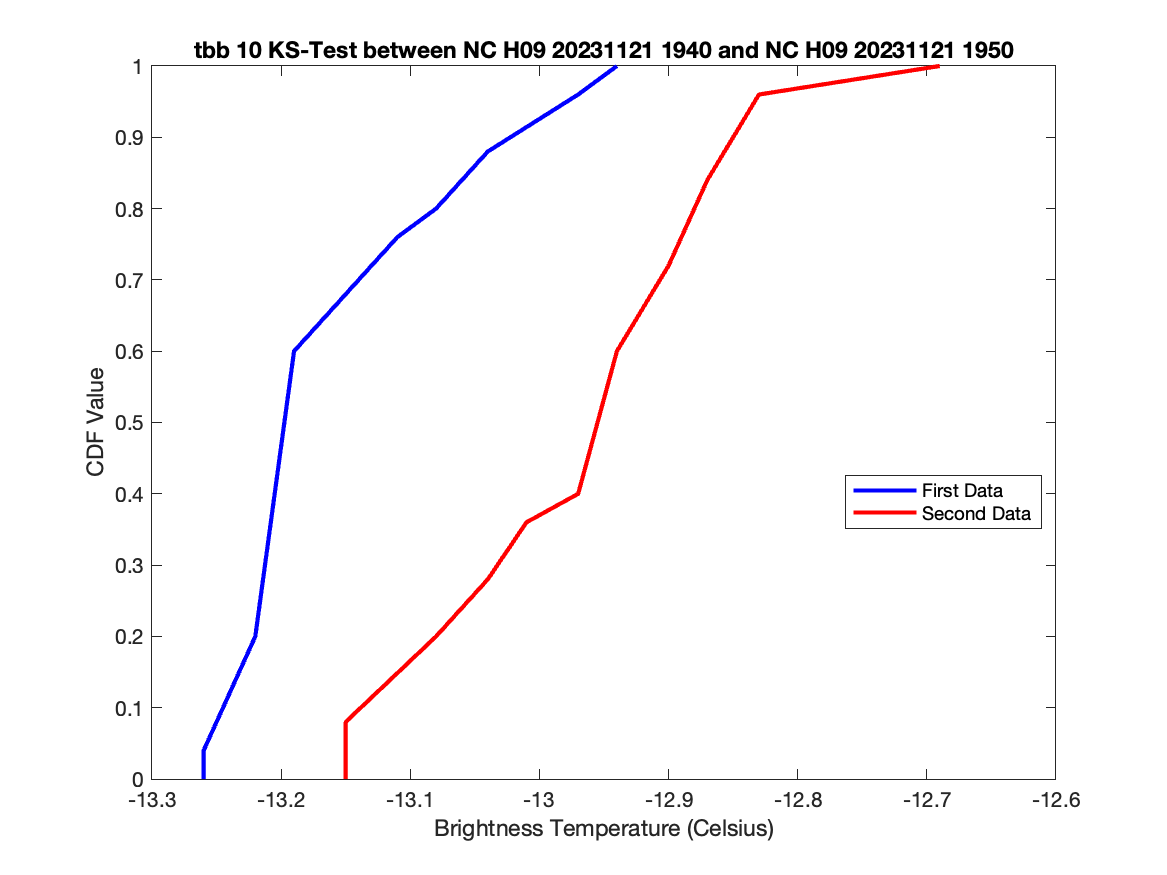 tbb 10 KS-Test between NC H09 20231121 1940 and NC H09 20231121 1950
1
0.9
0.8
0.7
0.6
0.5
0.4
0.3
0.2
0.1
0
CDF Value
First Data
Second Data
-13.3 -13.2 -13.1 -13 -12.9 -12.8 -12.7 -12.6
Brightness Temperature (Celsius)